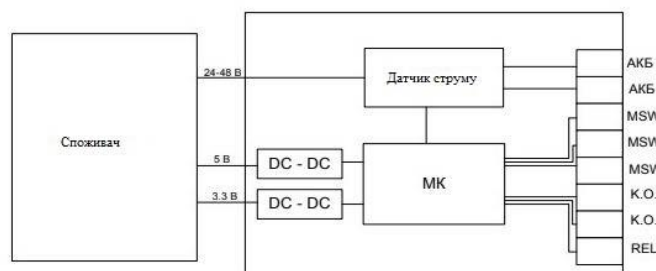 Споживач
24-48 В
Датчик струму
5 В
DC - DC
3.3 В
DC - DC
МК
АКБ
АКБ
MSW
MSW
MSW
K.O.
K.O.
REL